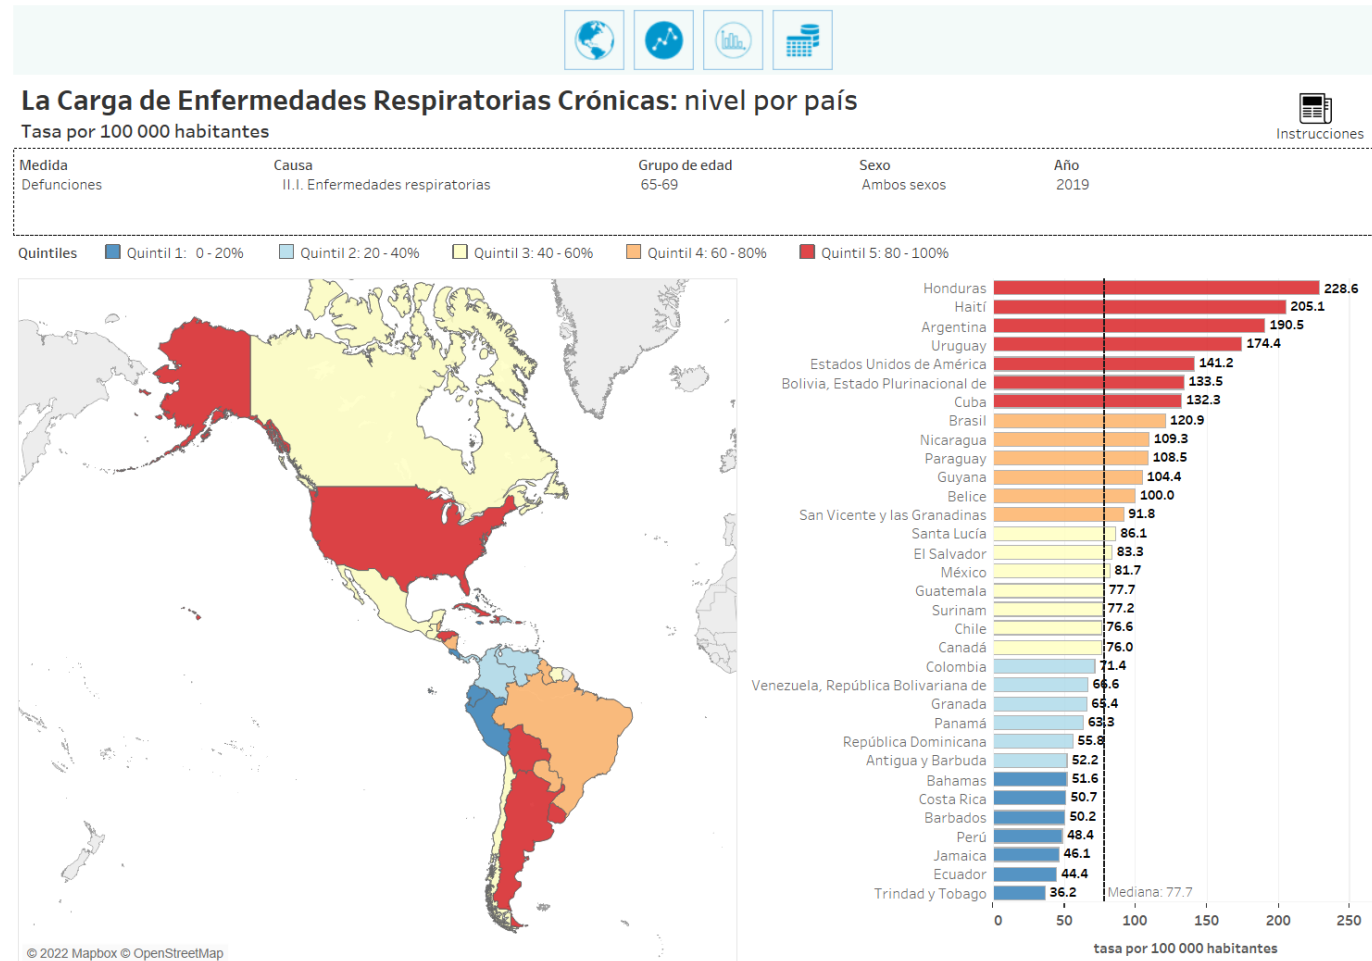 La Carga de Enfermedades Respiratorias Crónicas: nivel por país
Tasa por 100 000 habitantes
Instrucciones
Medida Causa Grupo de edad Sexo Año
Defunciones II.I. Enfermedades respiratorias 65-69 Ambos sexos 2019
Quintiles Quintil 1: 0 - 20% Quintil 2: 20 - 40% Quintil 3: 40 - 60% Quintil 4: 60 - 80% Quintil 5: 80 - 100%
Honduras 228.6
Haití 205.1
Argentina 190.5
Uruguay 174.4
Estados Unidos de América 141.2
Bolivia, Estado Plurinacional de 133.5
Cuba 132.3
Brasil 120.9
Nicaragua 109.3
Paraguay 108.5
Guyana 104.4
Belice 100.0
San Vicente y las Granadinas 91.8
Santa Lucía 86.1
El Salvador 83.3
México 81.7
Guatemala 77.7
Surinam 77.2
Chile 76.6
Canadá 76.0
Colombia 71.4
Venezuela, República Bolivariana de 66.6
Granada 65.4
Panamá 63.3
República Dominicana 55.8
Antigua y Barbuda 52.2
Bahamas 51.6
Costa Rica 50.7
Barbados 50.2
Perú 48.4
Jamaica 46.1
Ecuador 44.4
Trindad y Tobago 36.2 Mediana: 77.7
0 50 100 150 200 250
tasa por 100 000 habitantes
© 2022 Mapbox © OpenStreetMap